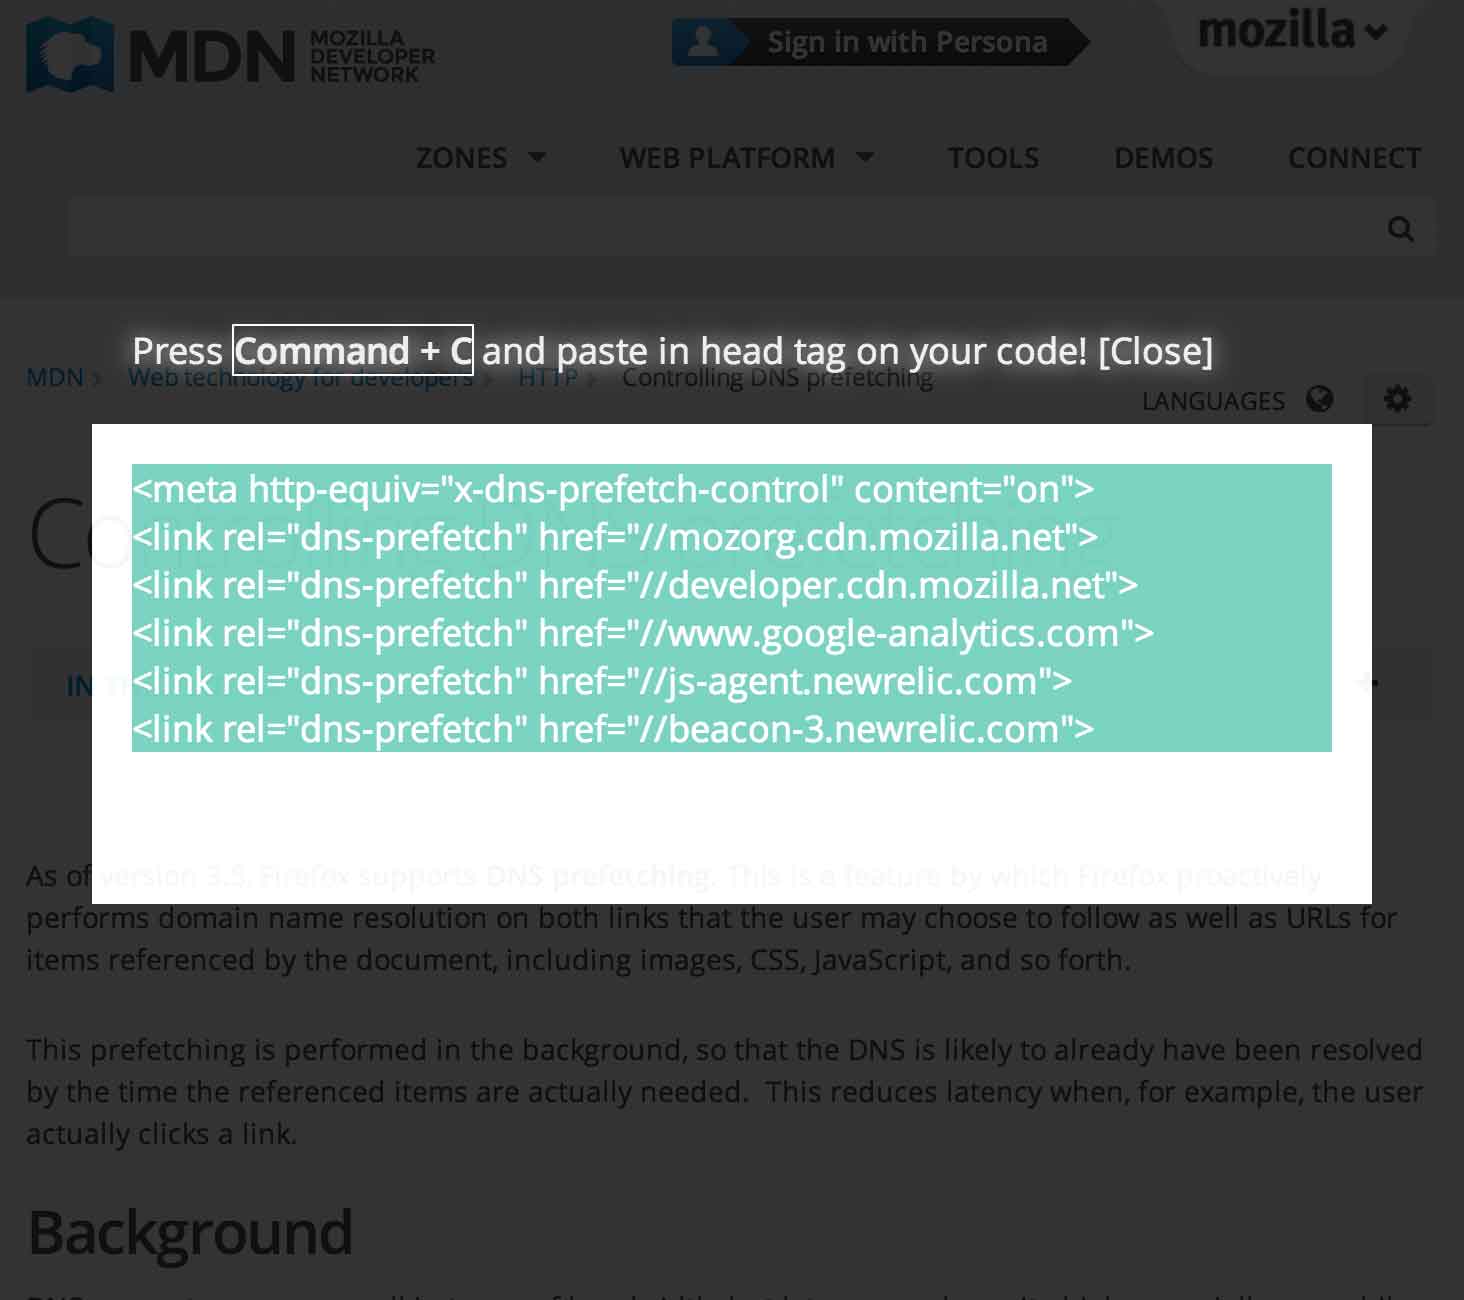 MDN MOZILLA DEVELOPER NETWORK
Sign in with Persona
mozilla
ZONES WEB PLATFORM TOOLS DEMOS CONNECT
Press Command + C and paste in head tag on your code! [Close]
MDN Web technology for developers HTTP Controlling DNS prefetching
LANGUAGES
<meta http-equiv="x-dns-prefetch-control" content="on">
Controlling DNS prefetching
<link rel="dns-prefetch" href="//mozorg.cdn.mozilla.net">
<link rel="dns-prefetch" href="//developer.cdn.mozilla.net">
<link rel="dns-prefetch" href="//www.google-analytics.com">
IN
<link rel="dns-prefetch" href="//js-agent.newrelic.com">
<link rel="dns-prefetch" href="//beacon-3.newrelic.com">
As of version 3.5, Firefox supports DNS prefetching. This is a feature by which Firefox proactively
performs domain name resolution on both links that the user may choose to follow as well as URLs for
items referenced by the document, including images, CSS, JavaScript, and so forth.
This prefetching is performed in the background, so that the DNS is likely to already have been resolved
by the time the referenced items are actually needed.  This reduces latency when, for example, the user
actually clicks a link.
Background